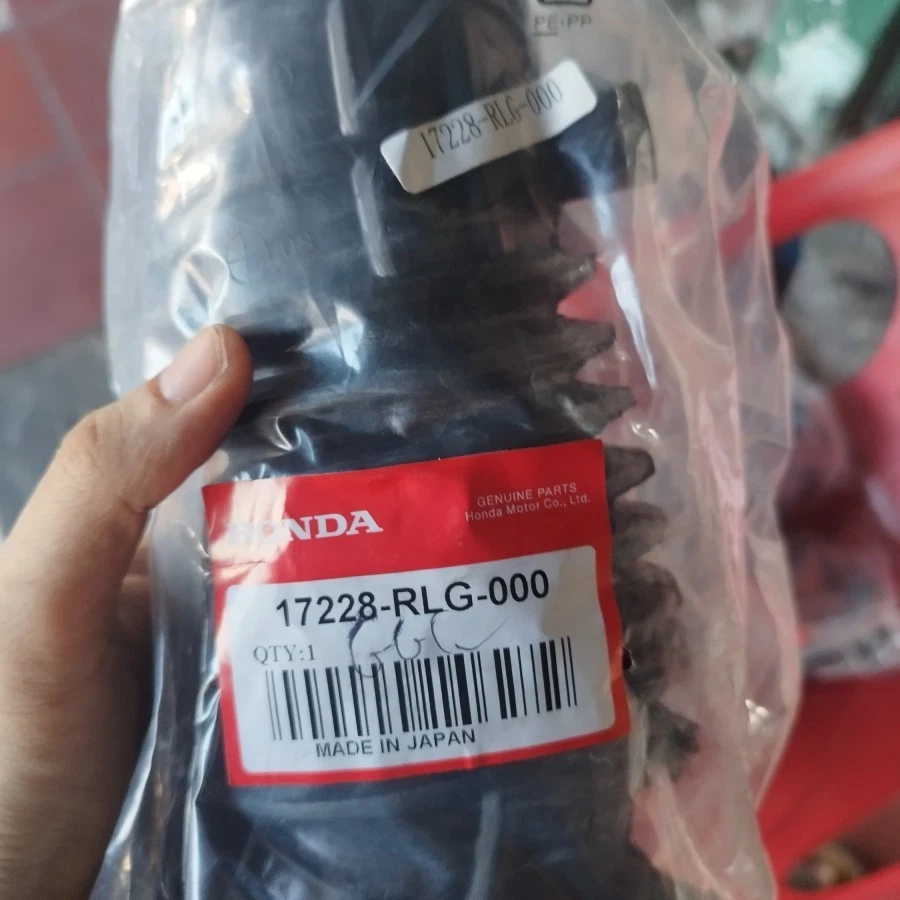 PE·PP
17228-RLG-000
HONDA
GENUINE PARTS
Honda Motor Co., Ltd.
17228-RLG-000
QTY:1
MADE IN JAPAN